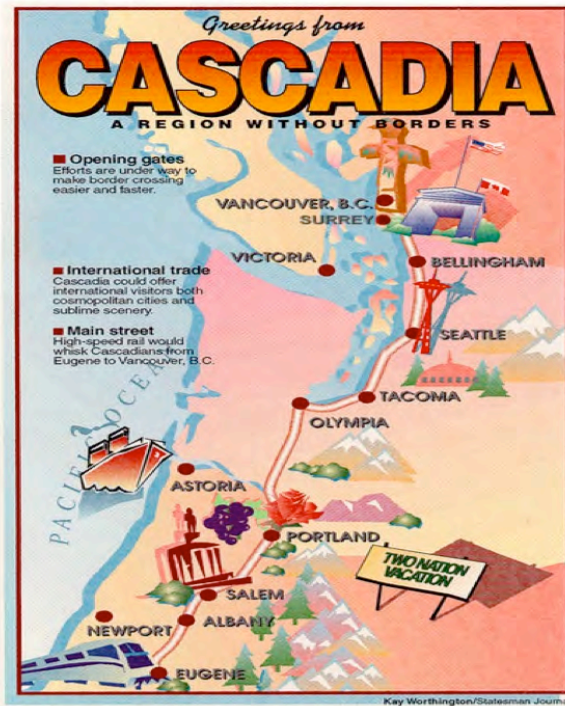 Greetings from
CASCADIA
A REGION WITHOUT BORDERS
Opening gates
Efforts are under way to
make border crossing
easier and faster.
VANCOUVER, B.C.
SURREY
VICTORIA
BELLINGHAM
International trade
Cascadia could offer
international visitors both
cosmopolitan cities and
sublime scenery.
SEATTLE
Main street
High-speed rail would
whisk Cascadians from
Eugene to Vancouver, B.C.
TACOMA
OLYMPIA
PACIFIC OCEAN
ASTORIA
PORTLAND
TWO NATION
VACATION
SALEM
NEWPORT
ALBANY
EUGENE
Kay Worthington/Statesman Journa